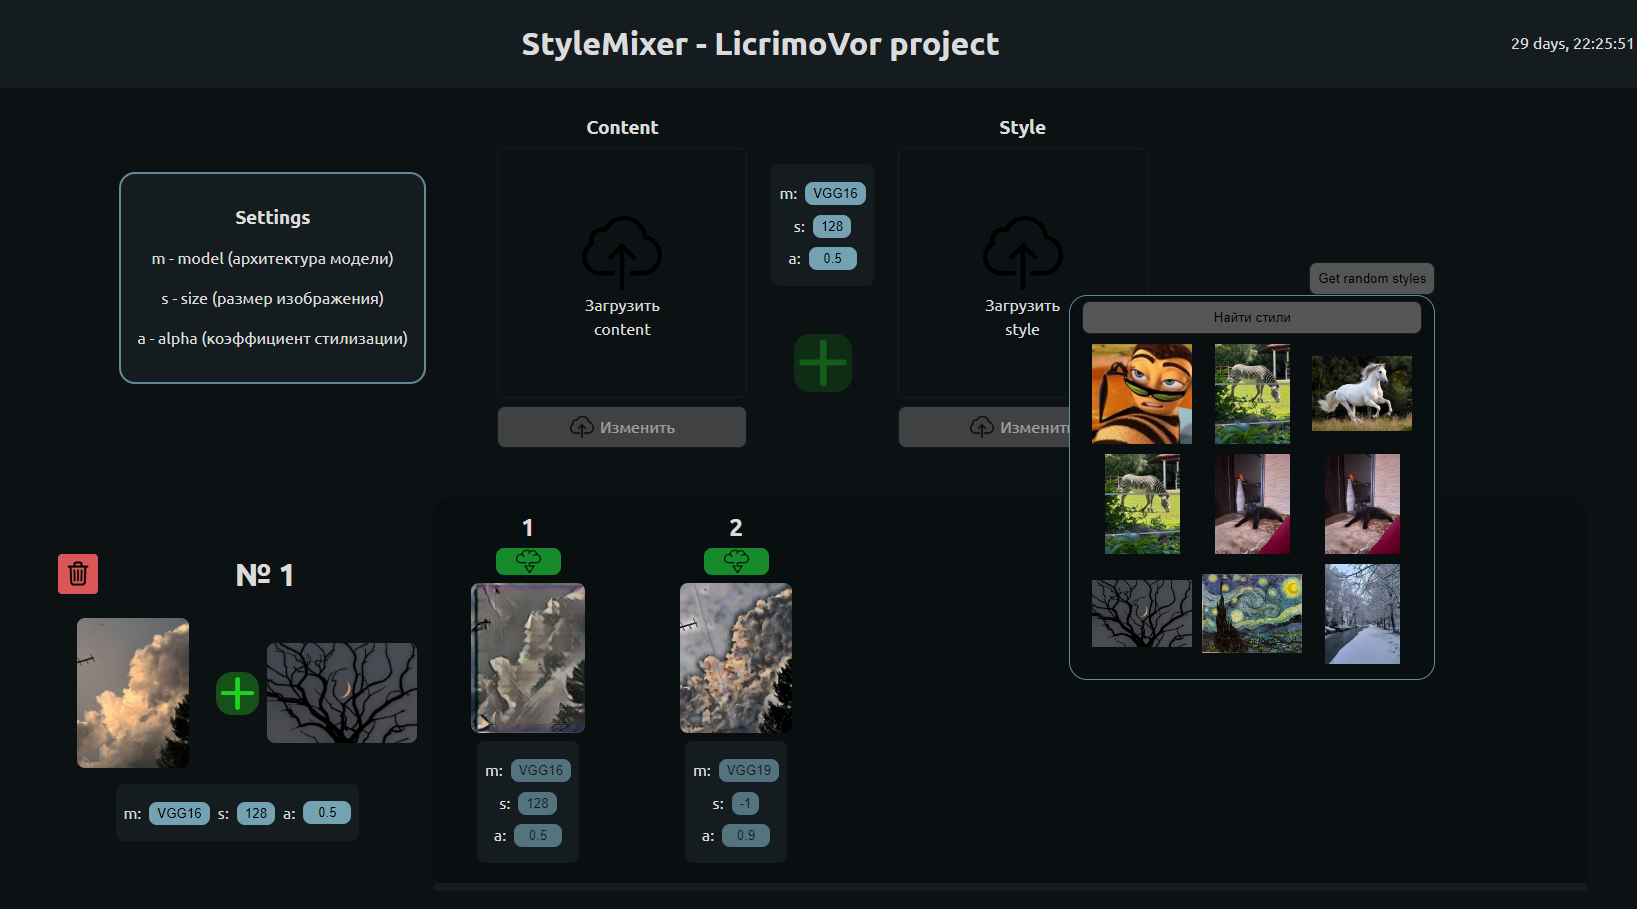 StyleMixer - LicrimoVor project
29 days, 22:25:51
Settings
m - model (архитектура модели)
s - size (размер изображения)
a - alpha (коэффициент стилизации)
Content
Загрузить
content
Изменить
m: VGG16
s: 128
a: 0.5
Style
Загрузить
style
Изменить
Get random styles
Найти стили
№ 1
m: VGG16 s: 128 a: 0.5
1
m: VGG16
s: 128
a: 0.5
2
m: VGG19
s: -1
a: 0.9